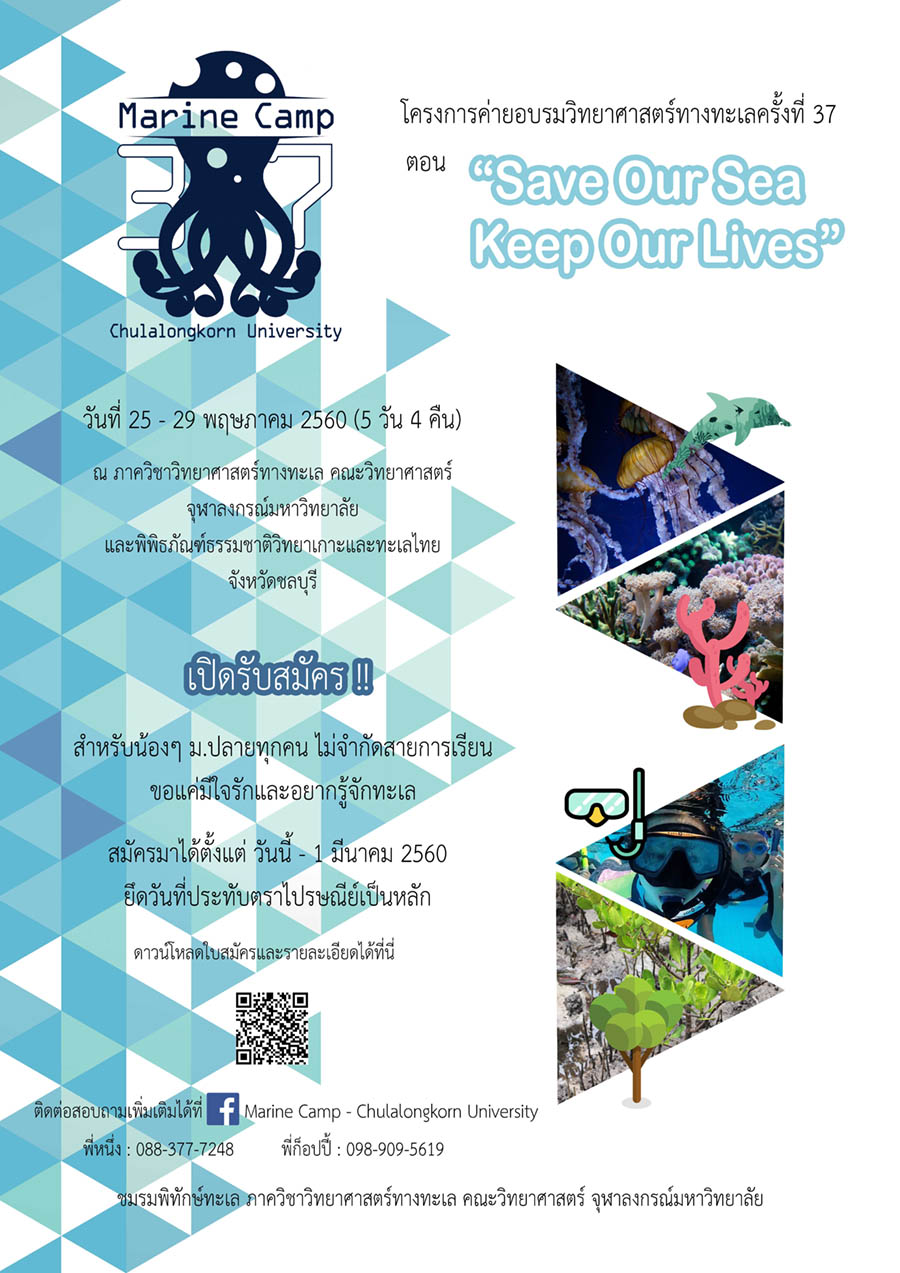 Marine Camp
37
Chulalongkorn University
โครงการค่ายอบรมวิทยาศาสตร์ทางทะเลครั้งที่ 37
ตอน
“Save Our Sea
Keep Our Lives”
วันที่ 25 - 29 พฤษภาคม 2560 (5 วัน 4 คืน)
ณ ภาควิชาวิทยาศาสตร์ทางทะเล คณะวิทยาศาสตร์
จุฬาลงกรณ์มหาวิทยาลัย
และพิพิธภัณฑ์ธรรมชาติวิทยาเกาะและทะเลไทย
จังหวัดชลบุรี
เปิดรับสมัคร !!
สำหรับน้องๆ ม.ปลายทุกคน ไม่จำกัดสายการเรียน
ขอแค่มีใจรักและอยากรู้จักทะเล
สมัครมาได้ตั้งแต่ วันนี้ - 1 มีนาคม 2560
ยึดวันที่ประทับตราไปรษณีย์เป็นหลัก
ดาวน์โหลดใบสมัครและรายละเอียดได้ที่นี่
ติดต่อสอบถามเพิ่มเติมได้ที่ f Marine Camp - Chulalongkorn University
พี่หนึ่ง : 088-377-7248 พี่ก็อปปี้ : 098-909-5619
ชมรมพิทักษ์ทะเล ภาควิชาวิทยาศาสตร์ทางทะเล คณะวิทยาศาสตร์ จุฬาลงกรณ์มหาวิทยาลัย